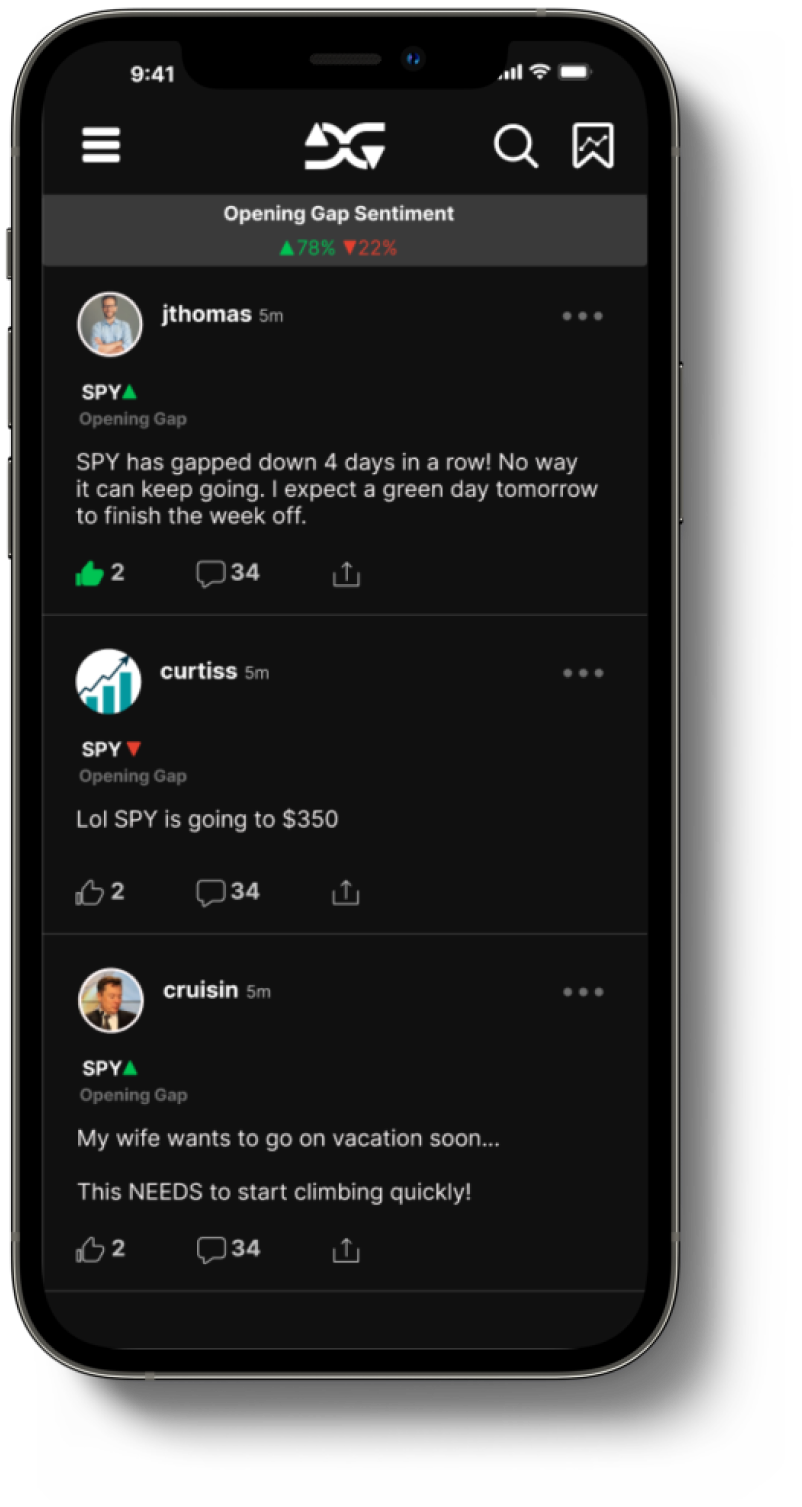 9:41
Opening Gap Sentiment
▲78% ▼22%
jthomas 5m
SPY▲
Opening Gap
SPY has gapped down 4 days in a row! No way
it can keep going. I expect a green day tomorrow
to finish the week off.
2 34
curtiss 5m
SPY ▼
Opening Gap
Lol SPY is going to $350
2 34
cruisin 5m
SPY▲
Opening Gap
My wife wants to go on vacation soon...
This NEEDS to start climbing quickly!
2 34